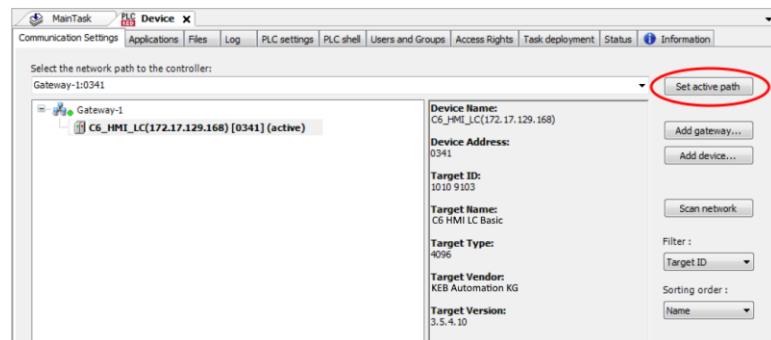 MainTask
PLC KEB Device x
Communication Settings Applications Files Log PLC settings PLC shell Users and Groups Access Rights Task deployment Status Information
Select the network path to the controller:
Gateway-1:0341
Set active path
Gateway-1
C6_HMI_LC(172.17.129.168) [0341] (active)
Device Name:
C6_HMI_LC(172.17.129.168)
Device Address:
0341
Target ID:
1010 9103
Target Name:
C6 HMI LC Basic
Target Type:
4096
Target Vendor:
KEB Automation KG
Target Version:
3.5.4.10
Add gateway...
Add device...
Scan network
Filter :
Target ID
Sorting order :
Name